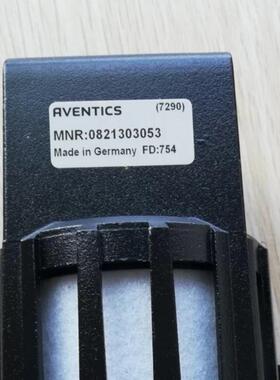 AVENTICS (7290)
MNR:0821303053
Made in Germany FD:754